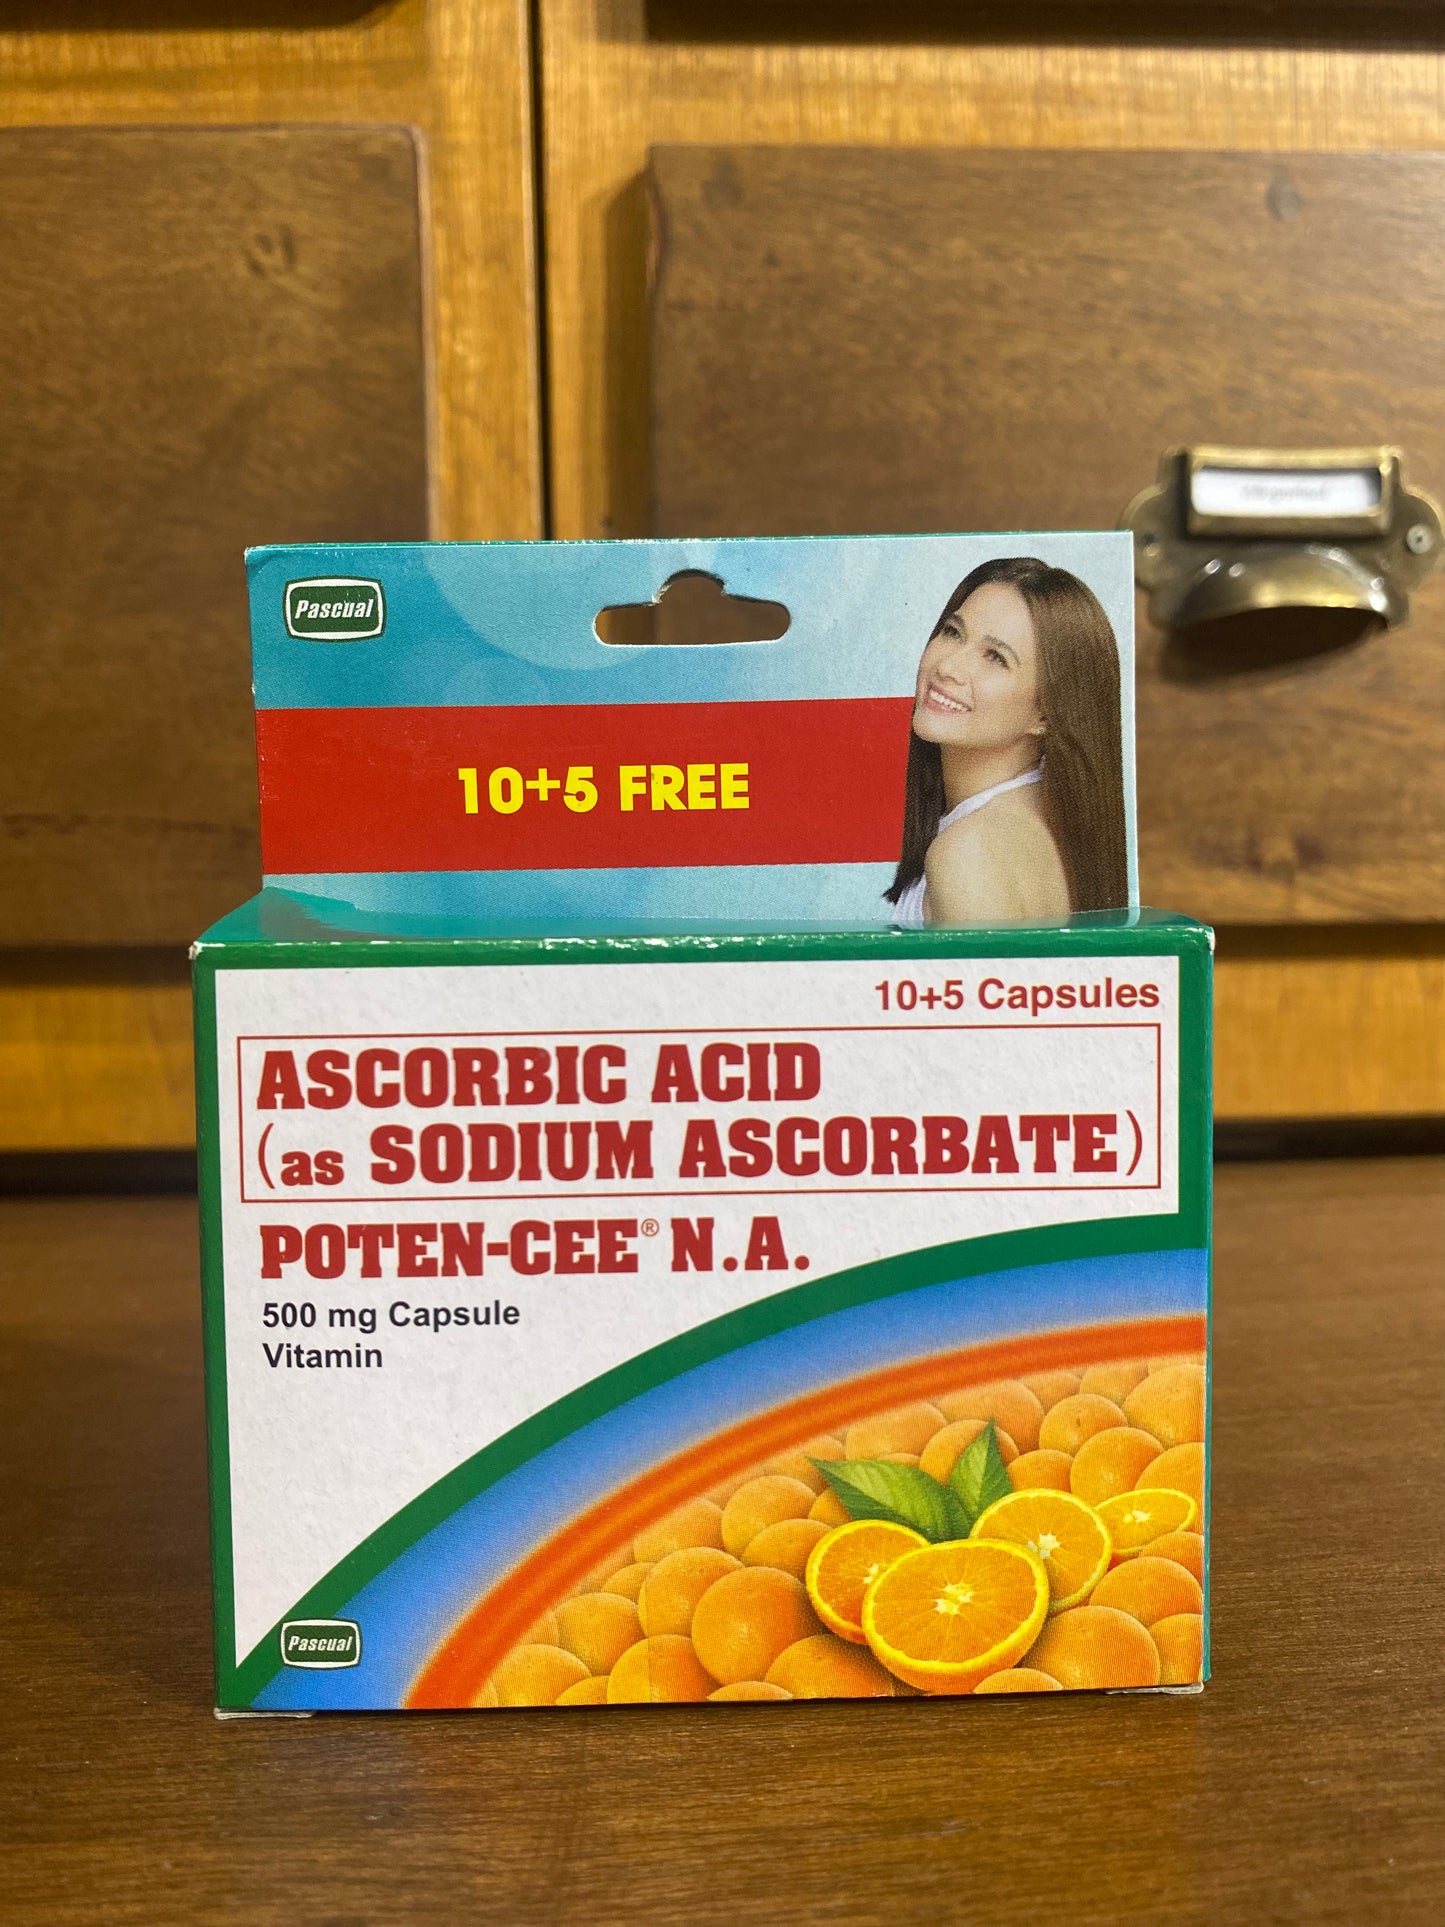 Pascual
10+5 FREE
10+5 Capsules
ASCORBIC ACID
(as SODIUM ASCORBATE)
POTEN-CEE® N.A.
500 mg Capsule
Vitamin
Pascual